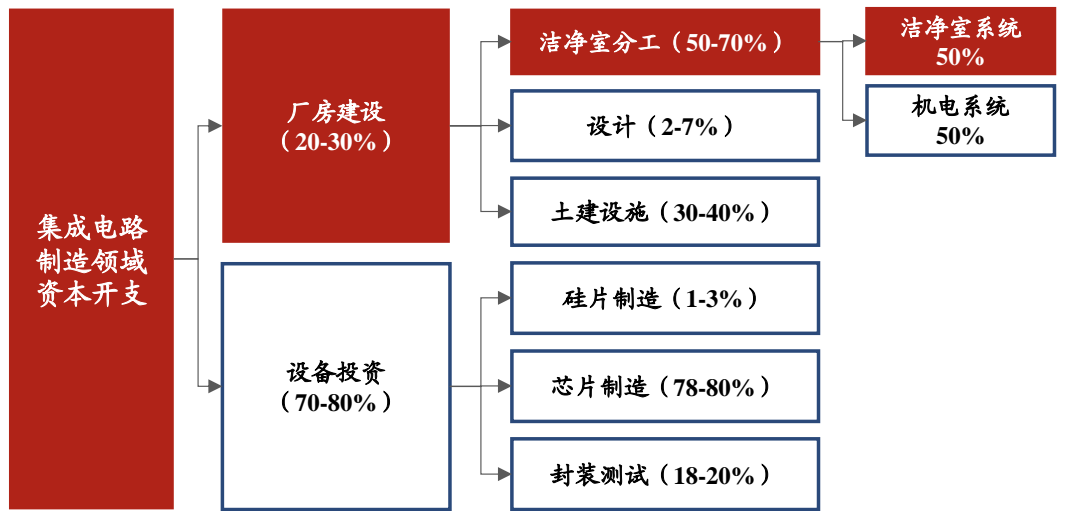 集成电路
制造领域
资本开支
厂房建设
（20-30%）
设备投资
（70-80%）
洁净室分工（50-70%）
设计（2-7%）
土建设施（30-40%）
硅片制造（1-3%）
芯片制造（78-80%）
封装测试（18-20%）
洁净室系统
50%
机电系统
50%